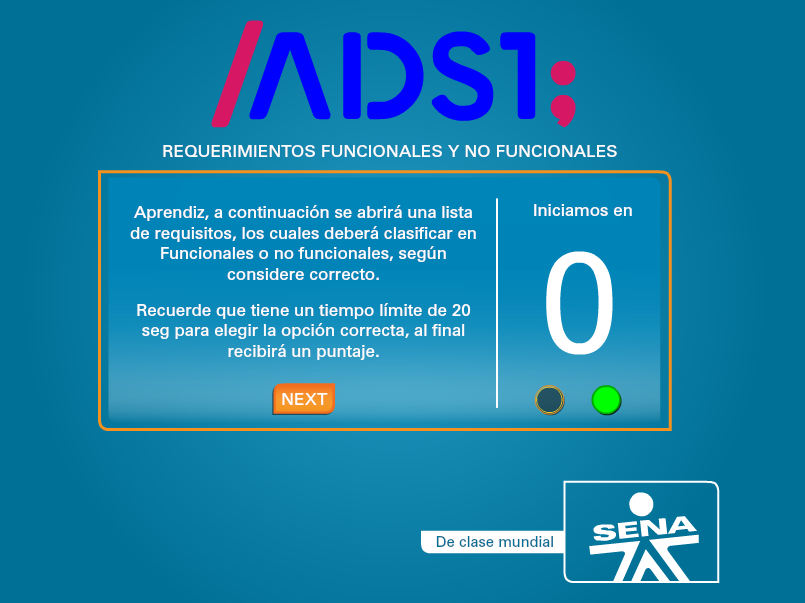 /ADSI;
REQUERIMIENTOS FUNCIONALES Y NO FUNCIONALES
Aprendiz, a continuación se abrirá una lista
de requisitos, los cuales deberá clasificar en
Funcionales o no funcionales, según
considere correcto.
Recuerde que tiene un tiempo límite de 20
seg para elegir la opción correcta, al final
recibirá un puntaje.
NEXT
Iniciamos en
0
De clase mundial
SENA